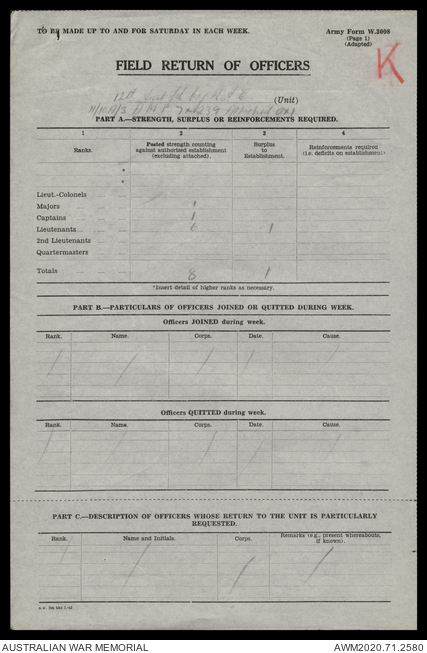 TO BE MADE UP TO AND FOR SATURDAY IN EACH WEEK.
Army Form W.3008
(Page 1)
(Adapted)
K
FIELD RETURN OF OFFICERS
12th
(Unit)
PART A.—STRENGTH, SURPLUS OR REINFORCEMENTS REQUIRED.
1 2 3 4
Ranks. Posted strength counting against authorized establishment (excluding attached). Surplus to Establishment. Reinforcements required (i.e. deficits on establishment)
*
*
Lieut.-Colonels
Majors 1
Captains 1
Lieutenants 6 1
2nd Lieutenants
Quartermasters
Totals 8 1
*Insert detail of higher ranks as necessary.
PART B.—PARTICULARS OF OFFICERS JOINED OR QUITTED DURING WEEK.
Officers JOINED during week.
Rank. Name. Corps. Date. Cause.
/ / / / /
Officers QUITTED during week.
Rank. Name. Corps. Date. Cause.
/ / / / /
PART C.—DESCRIPTION OF OFFICERS WHOSE RETURN TO THE UNIT IS PARTICULARLY
REQUESTED.
Rank. Name and Initials. Corps. Remarks (e.g., present whereabouts, if known).
/ / / /
AUSTRALIAN WAR MEMORIAL AWM2020.71.2580